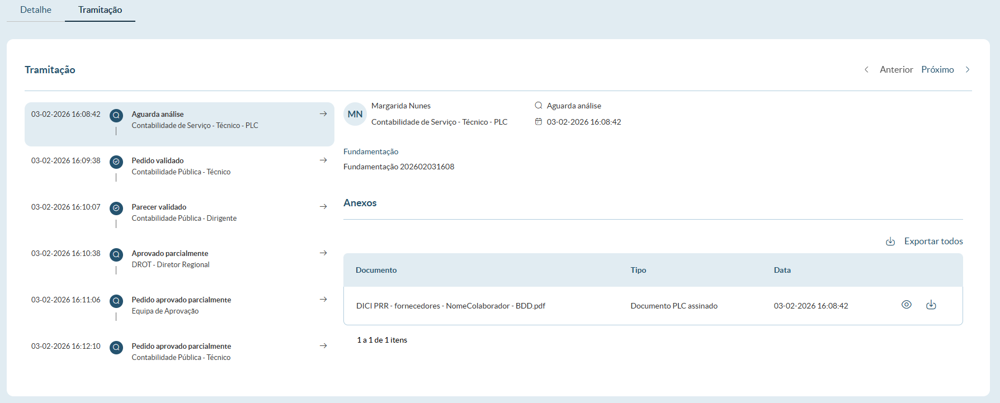 Detalhe Tramitação
Tramitação
Anterior Próximo
03-02-2026 16:08:42 Aguarda análise
Contabilidade de Serviço - Técnico - PLC
03-02-2026 16:09:38 Pedido validado
Contabilidade Pública - Técnico
03-02-2026 16:10:07 Parecer validado
Contabilidade Pública - Dirigente
03-02-2026 16:10:38 Aprovado parcialmente
DROT - Diretor Regional
03-02-2026 16:11:06 Pedido aprovado parcialmente
Equipa de Aprovação
03-02-2026 16:12:10 Pedido aprovado parcialmente
Contabilidade Pública - Técnico
MN
Margarida Nunes
Contabilidade de Serviço - Técnico - PLC
Aguarda análise
03-02-2026 16:08:42
Fundamentação
Fundamentação 202602031608
Anexos
Exportar todos
Documento Tipo Data
DICI PRR - fornecedores - NomeColaborador - BDD.pdf Documento PLC assinado 03-02-2026 16:08:42
1 a 1 de 1 itens